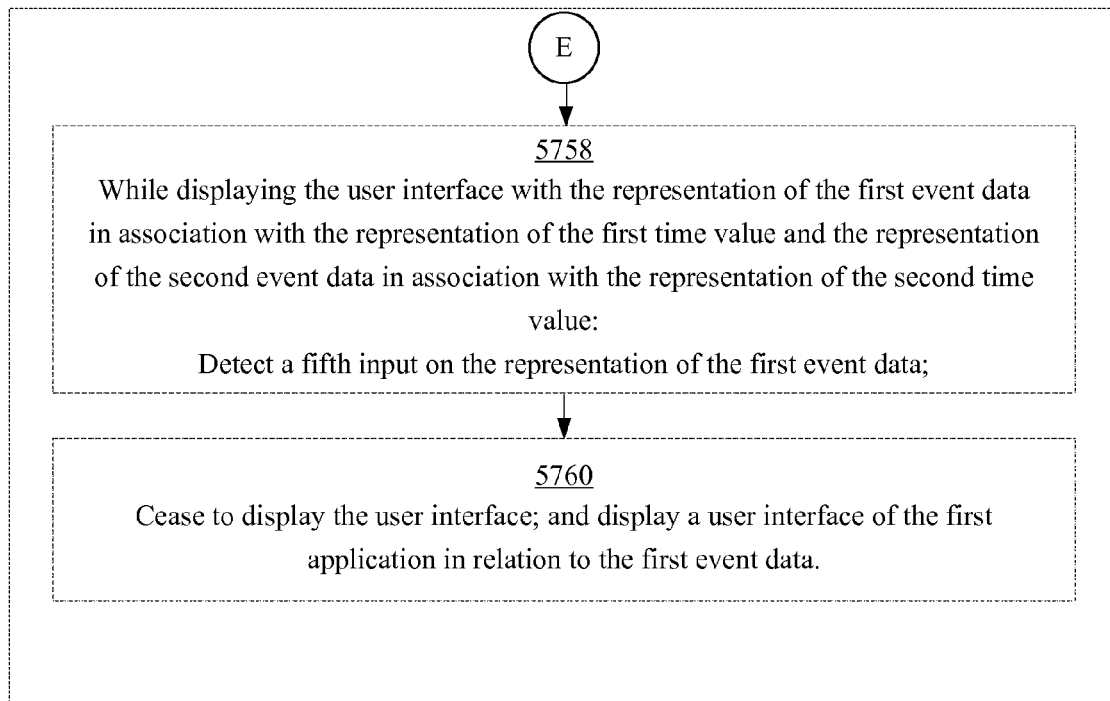 E
5758
While displaying the user interface with the representation of the first event data
in association with the representation of the first time value and the representation
of the second event data in association with the representation of the second time
value:
Detect a fifth input on the representation of the first event data;
5760
Cease to display the user interface; and display a user interface of the first
application in relation to the first event data.